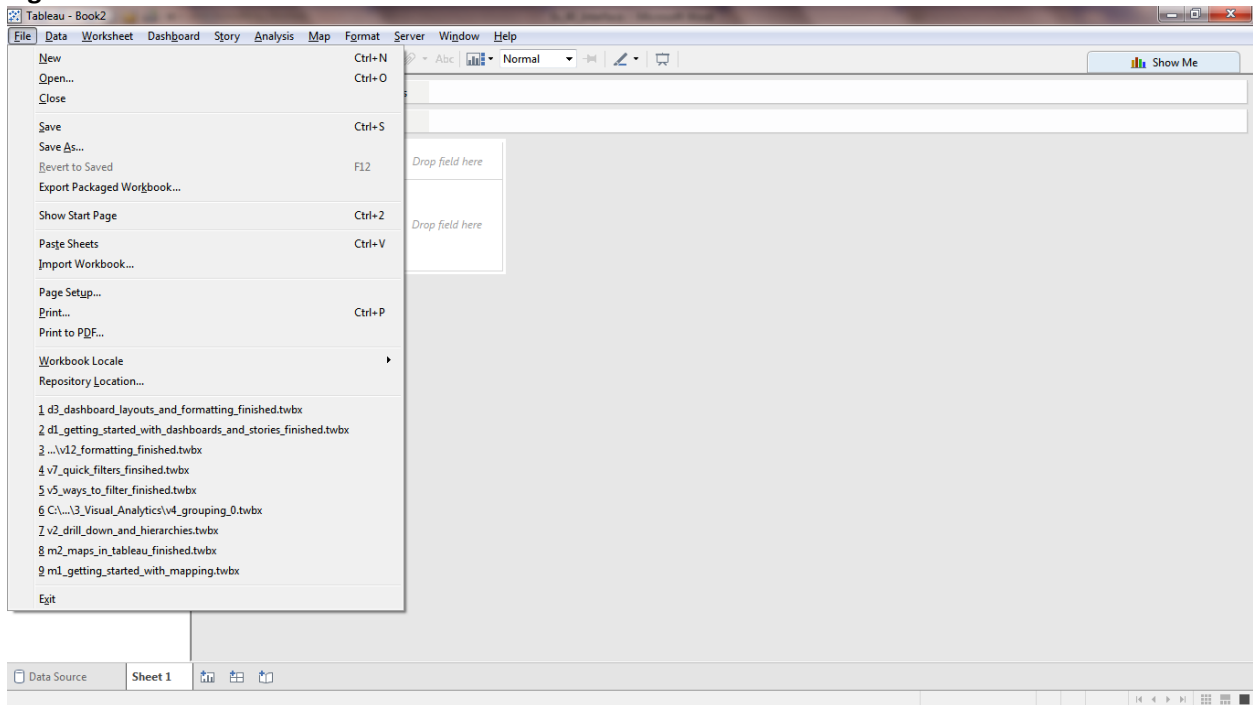 Tableau - Book2
File Data Worksheet Dashboard Story Analysis Map Format Server Window Help
New Ctrl+N
Abc Normal
Show Me
Open... Ctrl+O
Close
s
Save Ctrl+S
Save As...
Revert to Saved F12
Export Packaged Workbook...
Drop field here
Show Start Page Ctrl+2
Drop field here
Paste Sheets Ctrl+V
Import Workbook...
Page Setup...
Print... Ctrl+P
Print to PDF...
Workbook Locale
Repository Location...
1 d3_dashboard_layouts_and_formatting_finished.twbx
2 d1_getting_started_with_dashboards_and_stories_finished.twbx
3 ...\v12_formatting_finished.twbx
4 v7_quick_filters_finsihed.twbx
5 v5_ways_to_filter_finished.twbx
6 C:\...\3_Visual_Analytics\v4_grouping_0.twbx
7 v2_drill_down_and_hierarchies.twbx
8 m2_maps_in_tableau_finished.twbx
9 m1_getting_started_with_mapping.twbx
Exit
Data Source Sheet 1